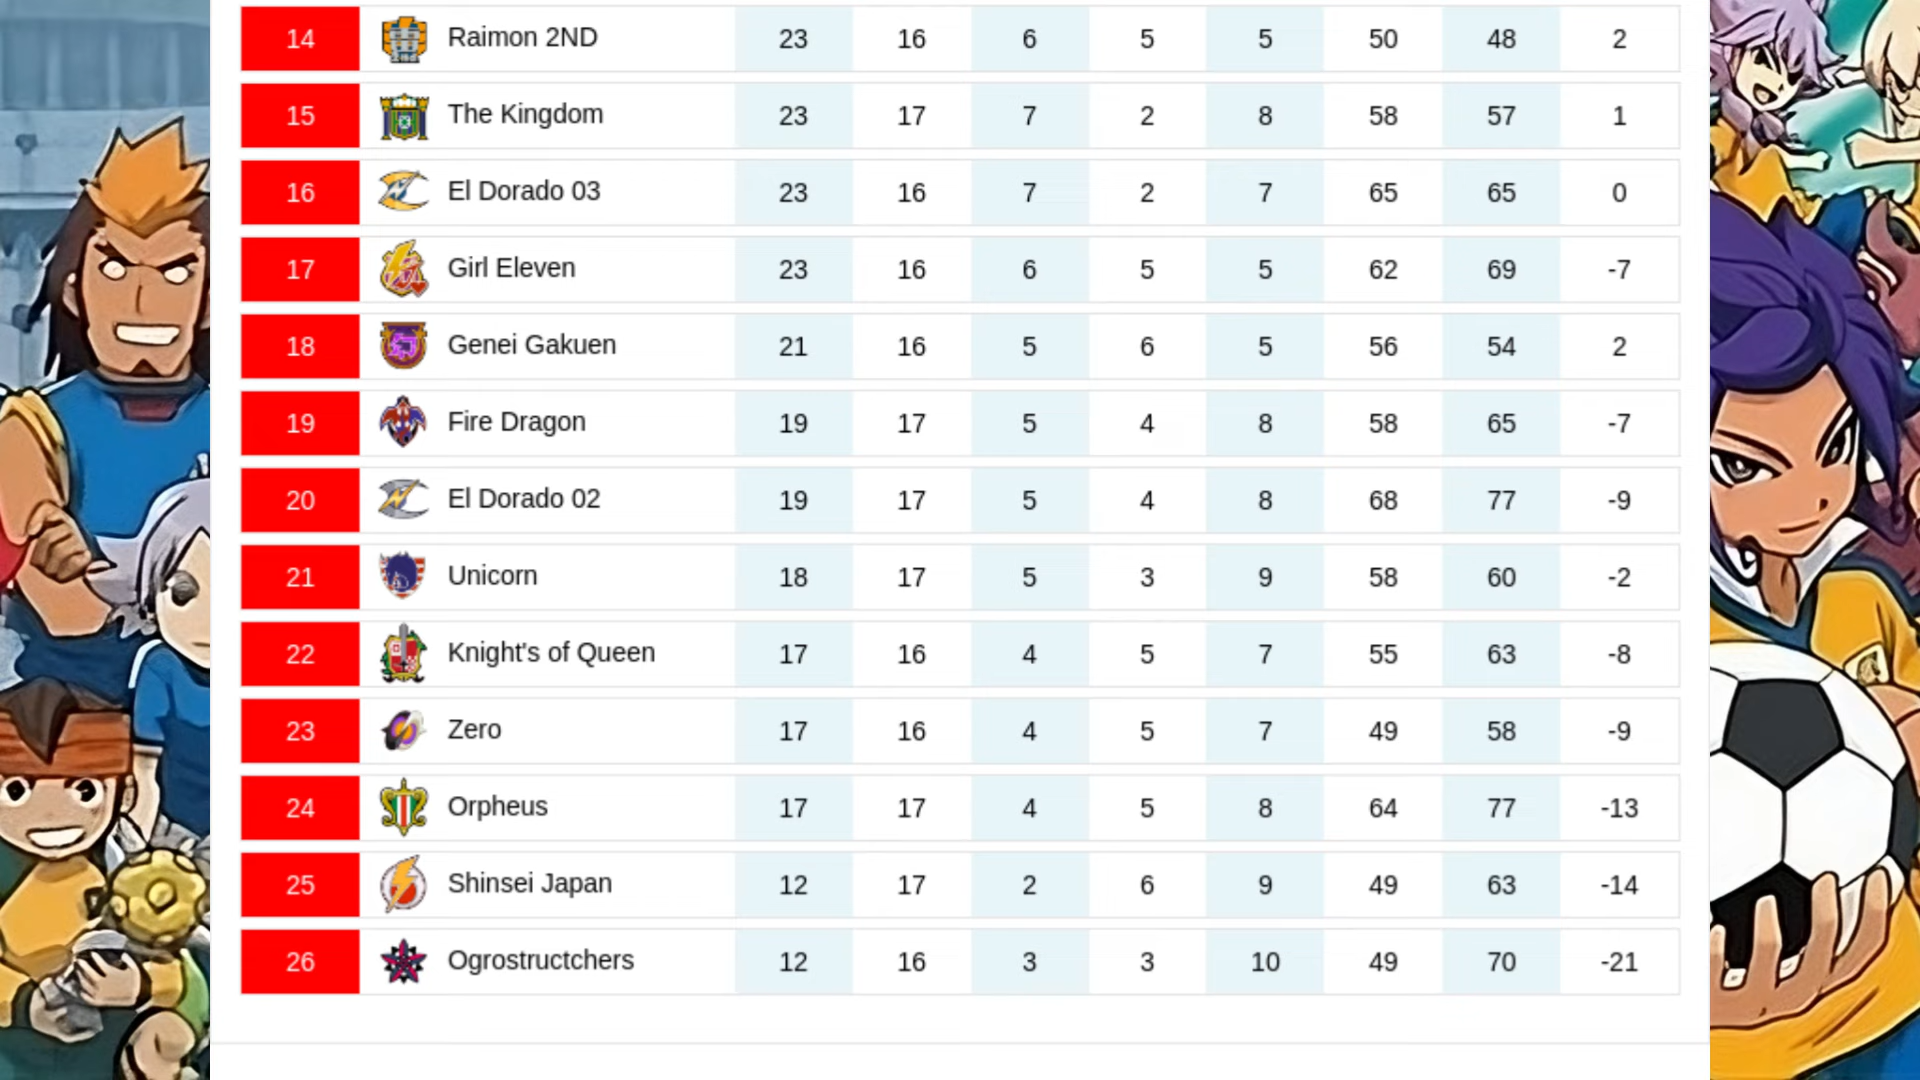 14 Raimon 2ND 23 16 6 5 5 50 48 2
15 The Kingdom 23 17 7 2 8 58 57 1
16 El Dorado 03 23 16 7 2 7 65 65 0
17 Girl Eleven 23 16 6 5 5 62 69 -7
18 Genei Gakuen 21 16 5 6 5 56 54 2
19 Fire Dragon 19 17 5 4 8 58 65 -7
20 El Dorado 02 19 17 5 4 8 68 77 -9
21 Unicorn 18 17 5 3 9 58 60 -2
22 Knight's of Queen 17 16 4 5 7 55 63 -8
23 Zero 17 16 4 5 7 49 58 -9
24 Orpheus 17 17 4 5 8 64 77 -13
25 Shinsei Japan 12 17 2 6 9 49 63 -14
26 Ogrostructchers 12 16 3 3 10 49 70 -21